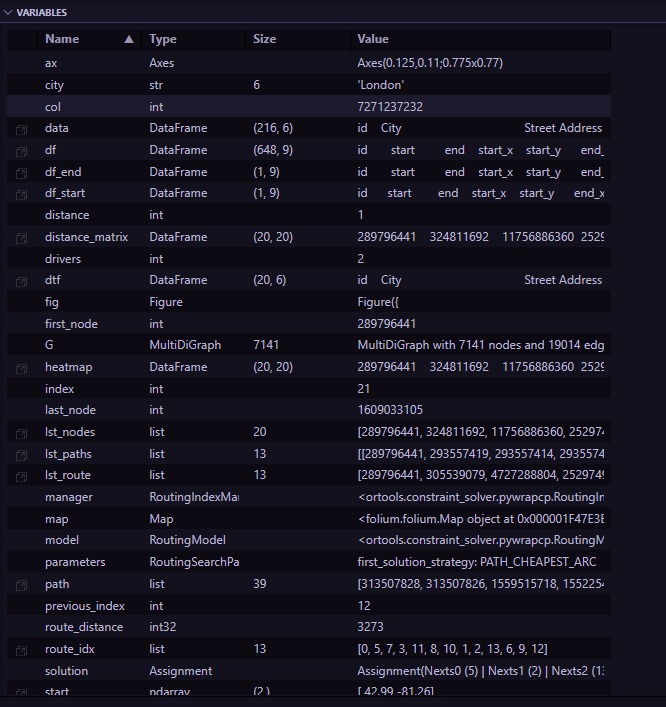 VARIABLES
Name Type Size Value
ax Axes Axes(0.125,0.11;0.775x0.77)
city str 6 'London'
col int 7271237232
data DataFrame (216, 6) id City Street Address
df DataFrame (648, 9) id start end start_x start_y end_
df_end DataFrame (1, 9) id start end start_x start_y end_
df_start DataFrame (1, 9) id start end start_x start_y end_x
distance int 1
distance_matrix DataFrame (20, 20) 289796441 324811692 11756886360 2529
drivers int 2
dtf DataFrame (20, 6) id City Street Address
fig Figure Figure({
first_node int 289796441
G MultiDiGraph 7141 MultiDiGraph with 7141 nodes and 19014 edg
heatmap DataFrame (20, 20) 289796441 324811692 11756886360 2529
index int 21
last_node int 1609033105
lst_nodes list 20 [289796441, 324811692, 11756886360, 25297
lst_paths list 13 [[289796441, 293557419, 293557414, 2935574
lst_route list 13 [289796441, 305539079, 4727288804, 2529749
manager RoutingIndexMa <ortools.constraint_solver.pywrapcp.RoutingIn
map Map <folium.folium.Map object at 0x000001F47E3E
model RoutingModel <ortools.constraint_solver.pywrapcp.RoutingM
parameters RoutingSearchPa first_solution_strategy: PATH_CHEAPEST_ARC
path list 39 [313507828, 313507826, 1559515718, 1552254
previous_index int 12
route_distance int32 3273
route_idx list 13 [0, 5, 7, 3, 11, 8, 10, 1, 2, 13, 6, 9, 12]
solution Assignment Assignment(Nexts0 (5) | Nexts1 (2) | Nexts2 (13
start ndarray (2,) [ 42.99 -81.26]